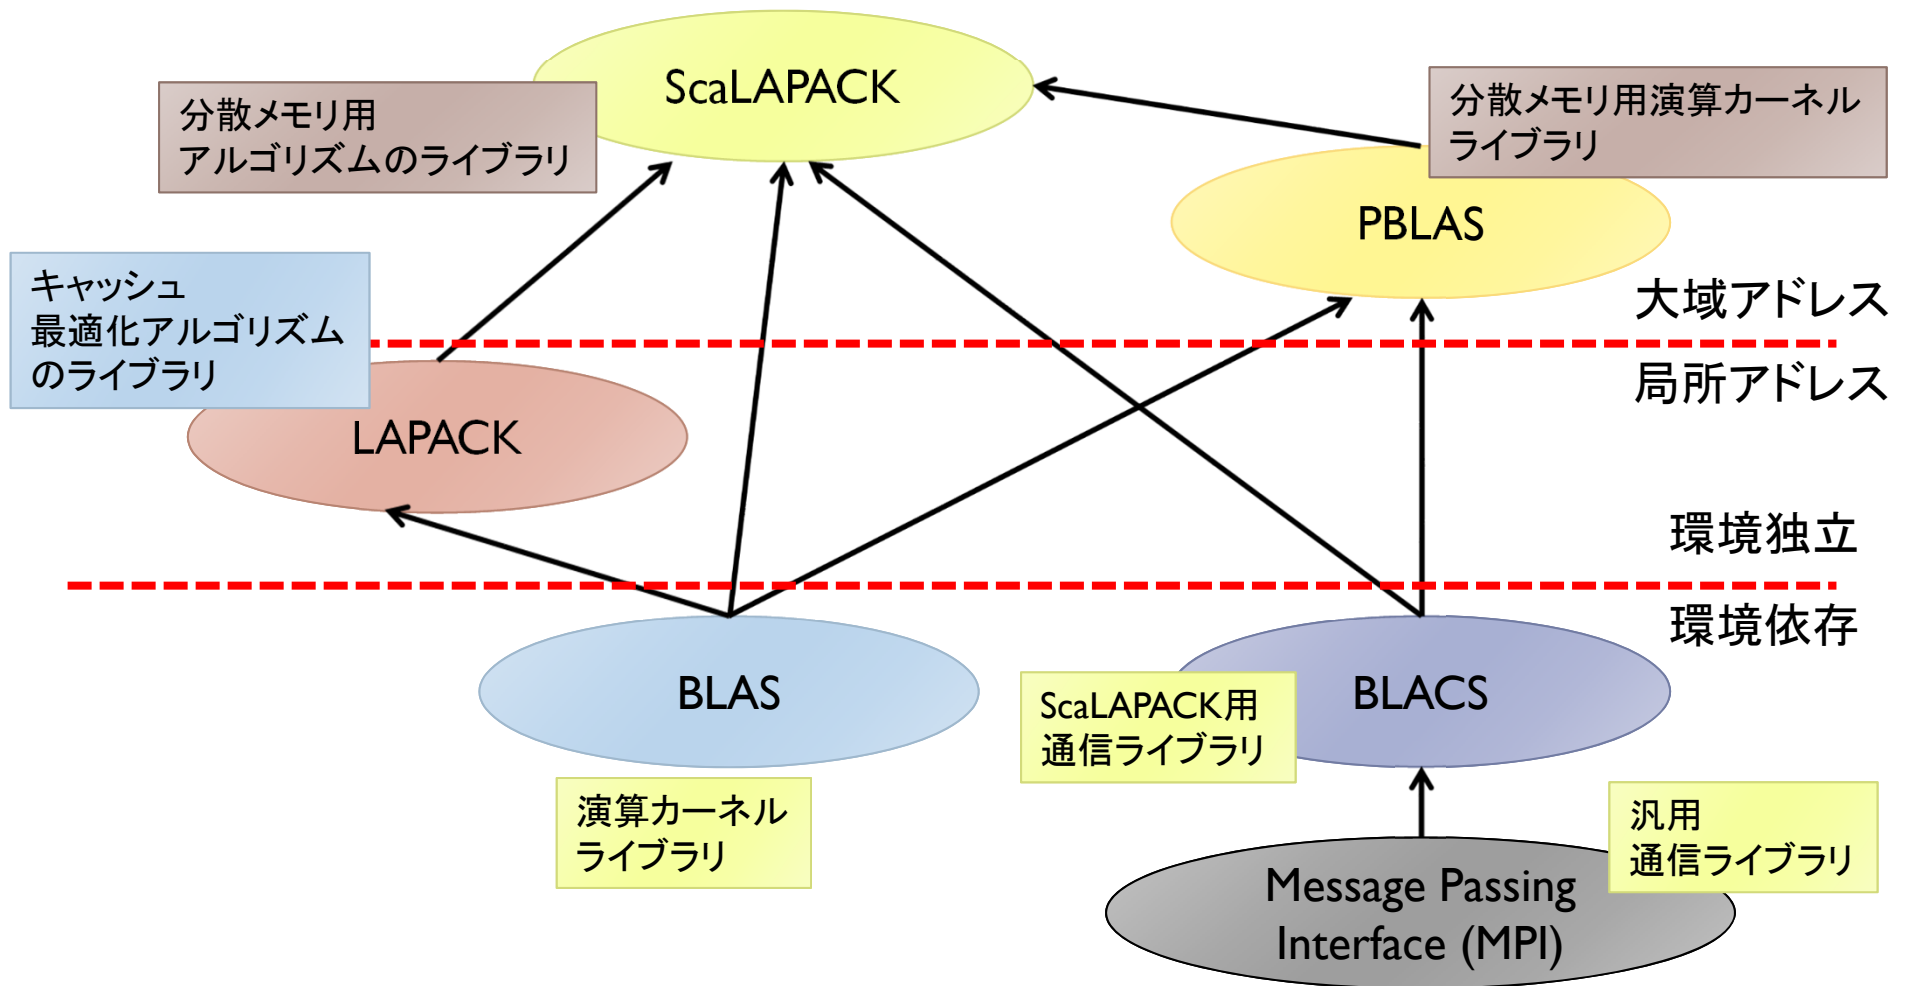 ScaLAPACK
分散メモリ用
アルゴリズムのライブラリ
分散メモリ用演算カーネル
ライブラリ
PBLAS
キャッシュ
最適化アルゴリズム
のライブラリ
大域アドレス
局所アドレス
LAPACK
環境独立
環境依存
BLAS
ScaLAPACK用
通信ライブラリ
BLACS
演算カーネル
ライブラリ
汎用
通信ライブラリ
Message Passing
Interface (MPI)